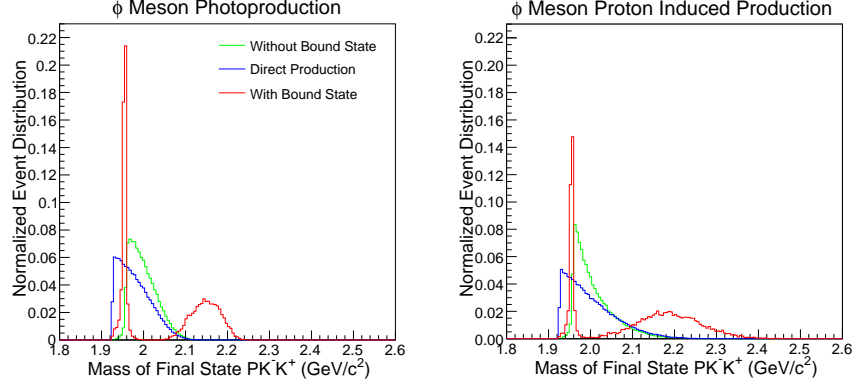 ϕ Meson Photoproduction
Normalized Event Distribution
0.22
0.2
0.18
0.16
0.14
0.12
0.1
0.08
0.06
0.04
0.02
0
Without Bound State
Direct Production
With Bound State
1.8 1.9 2 2.1 2.2 2.3 2.4 2.5 2.6
Mass of Final State PK⁻K⁺ (GeV/c²)
ϕ Meson Proton Induced Production
Normalized Event Distribution
0.22
0.20
0.18
0.16
0.14
0.12
0.10
0.08
0.06
0.04
0.02
0.00
1.8 1.9 2.0 2.1 2.2 2.3 2.4 2.5 2.6
Mass of Final State PK⁻K⁺ (GeV/c²)